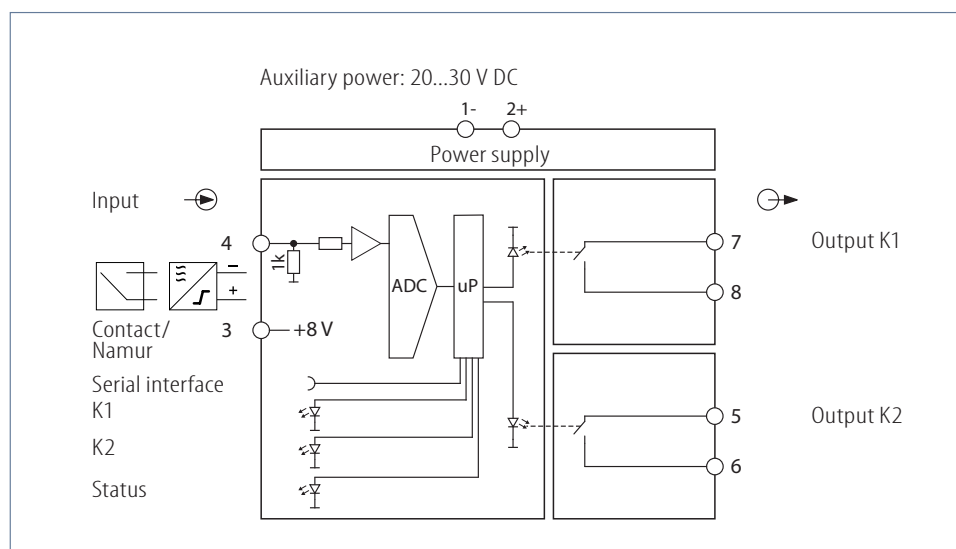 Auxiliary power: 20...30 V DC
1- 2+
Power supply
Input
4
1k
ADC
uP
7
Output K1
8
− +
3
+8 V
Contact/
Namur
Serial interface
K1
K2
Status
5
Output K2
6